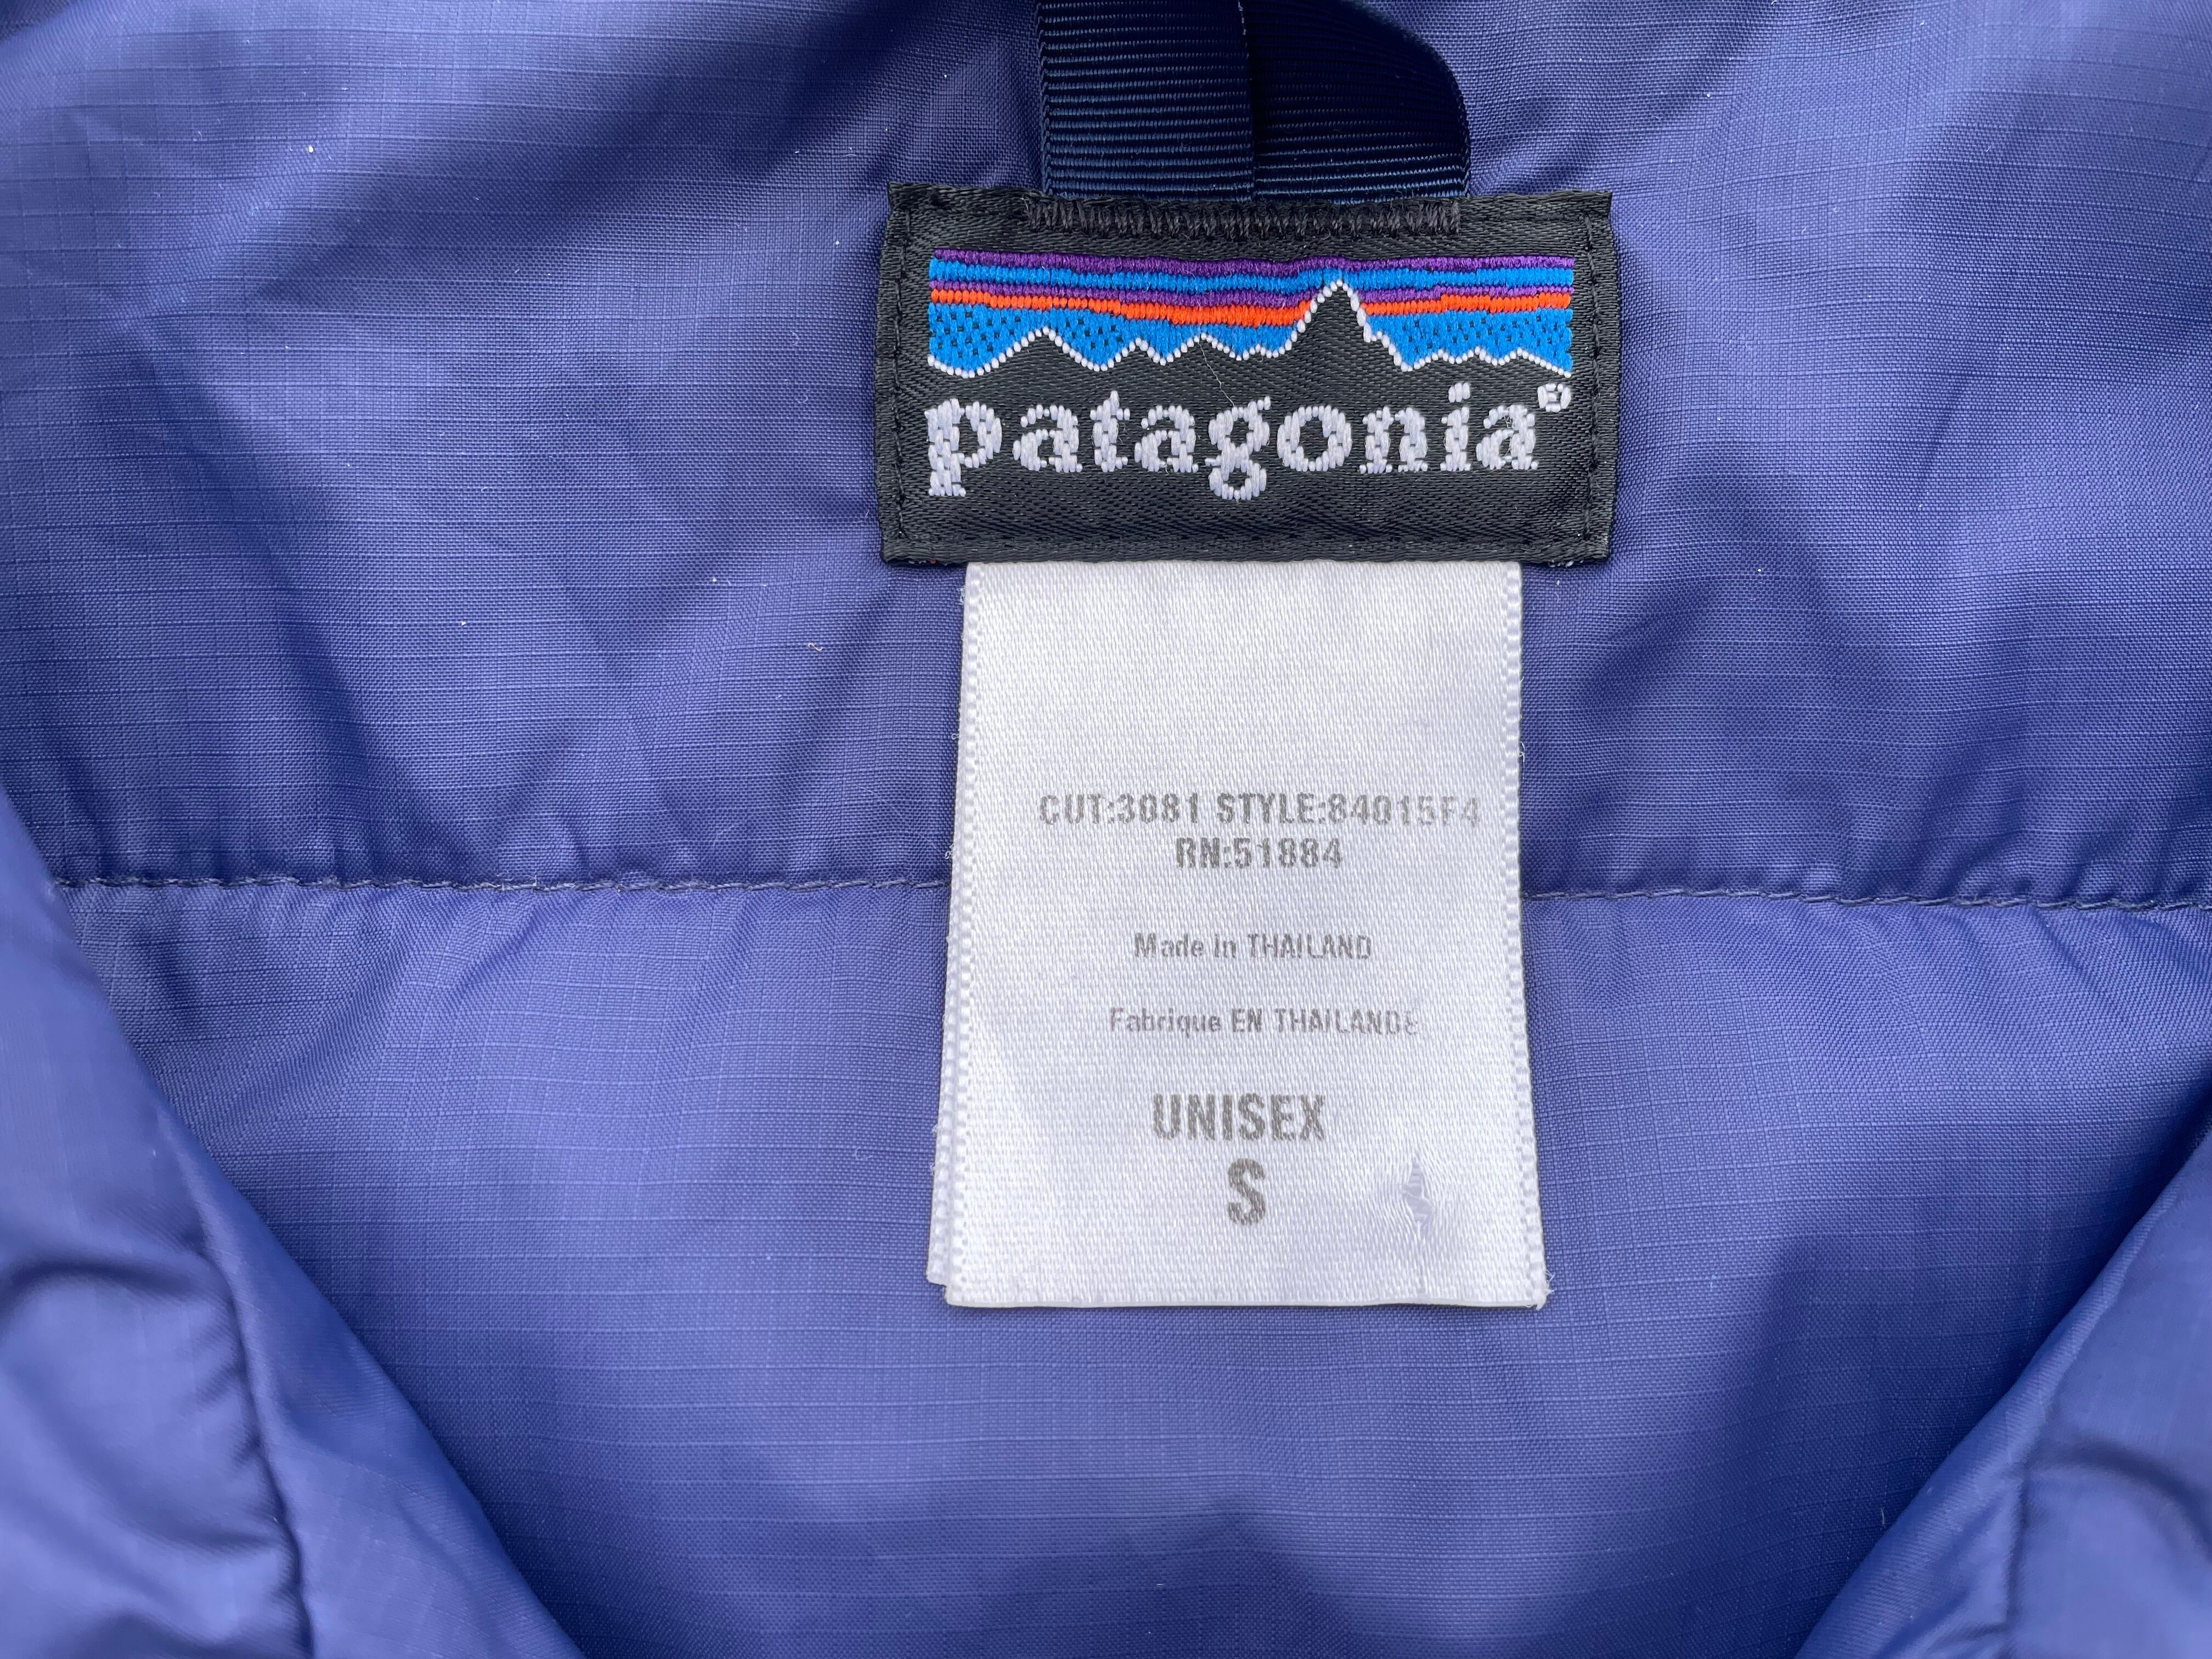 patagonia®
CUT:3081 STYLE:84015F4
RN:51884
Made in THAILAND
Fabrique EN THAILANDE
UNISEX
S